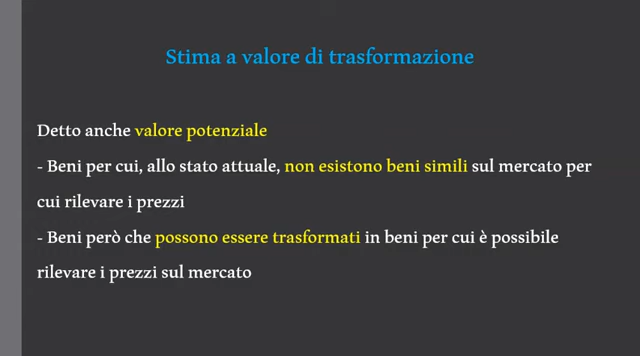 Stima a valore di trasformazione
Detto anche valore potenziale
- Beni per cui, allo stato attuale, non esistono beni simili sul mercato per
cui rilevare i prezzi
- Beni però che possono essere trasformati in beni per cui è possibile
rilevare i prezzi sul mercato